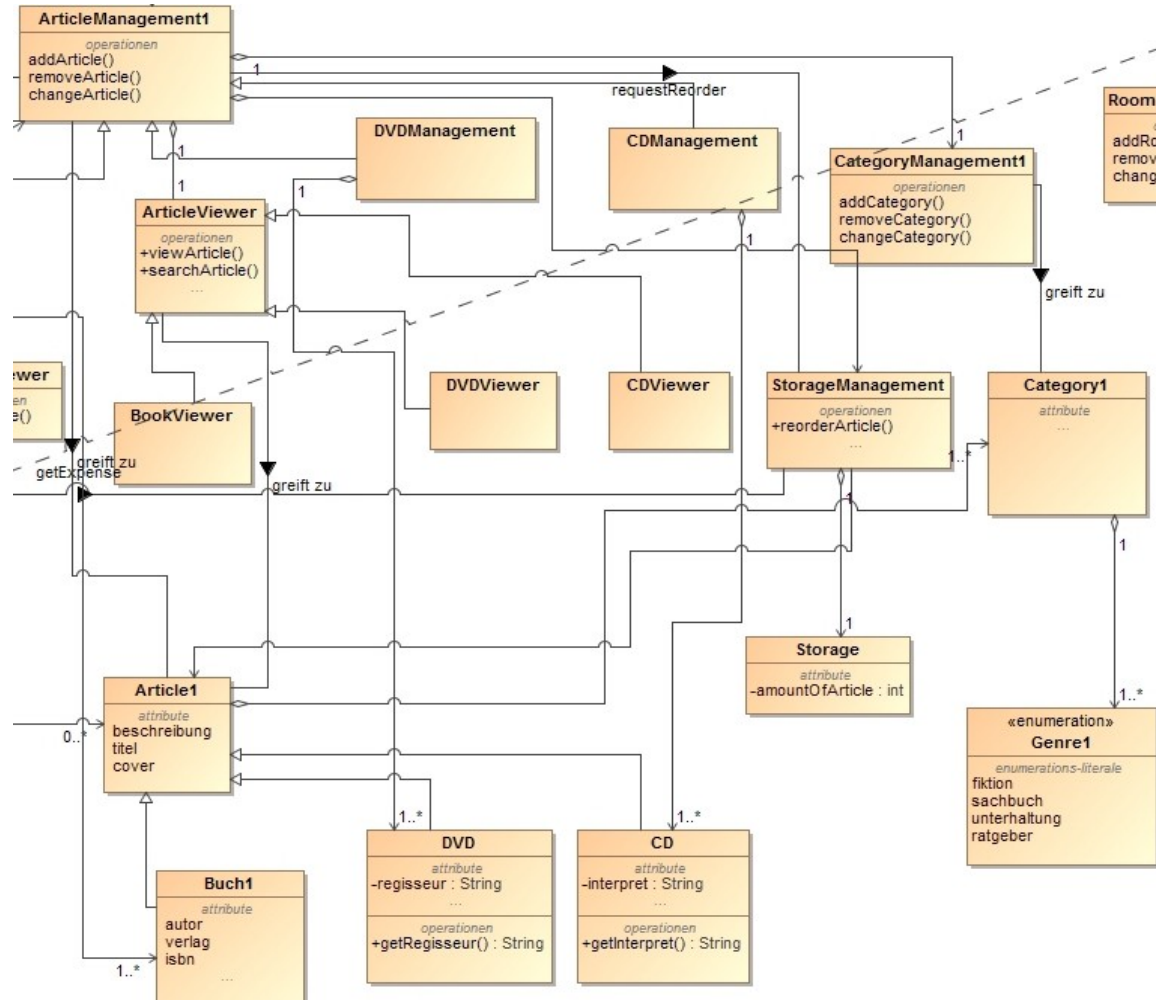 ArticleManagement1
operationen
addArticle()
removeArticle()
changeArticle()
1
requestReorder
1
DVDManagement
1
1
CDManagement
1
1
CategoryManagement1
operationen
addCategory()
removeCategory()
changeCategory()
greift zu
Room
addRo
remov
chang
ArticleViewer
operationen
+viewArticle()
+searchArticle()
...
ewer
en
e()
BookViewer
DVDViewer
CDViewer
StorageManagement
operationen
+reorderArticle()
...
Category1
attribute
...
1..*
greift zu
getExpense
greift zu
1
1
1
Storage
attribute
-amountOfArticle : int
Article1
attribute
beschreibung
titel
cover
0..*
1..*
«enumeration»
Genre1
enumerations-literale
fiktion
sachbuch
unterhaltung
ratgeber
1..*
1..*
DVD
attribute
-regisseur : String
...
operationen
+getRegisseur() : String
CD
attribute
-interpret : String
...
operationen
+getInterpret() : String
Buch1
attribute
autor
verlag
isbn
...
1..*